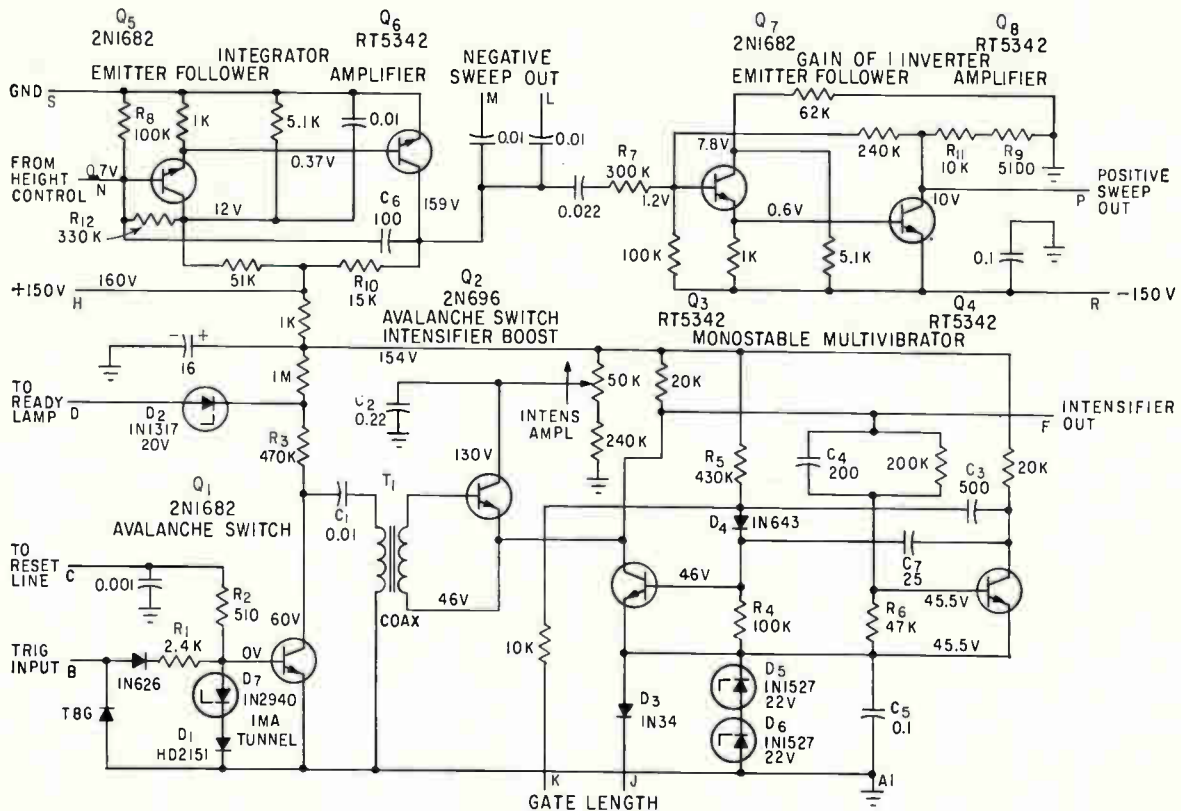 Q5
2N1682
Q6
RT5342
INTEGRATOR
EMITTER FOLLOWER
AMPLIFIER
NEGATIVE
SWEEP OUT
Q7
2N1682
Q8
RT5342
GAIN OF 1 INVERTER
EMITTER FOLLOWER
AMPLIFIER
GND S
R8
100K
1K
5.1K
0.01
M
L
0.01
0.01
62K
240K
R11
10K
R9
5100
FROM
HEIGHT
CONTROL
0.7V
N
0.37V
7.8V
R7
300K
1.2V
0.022
POSITIVE
SWEEP
OUT
P
R12
330K
12V
C6
100
159V
0.6V
10V
51K
R10
15K
100K
1K
5.1K
0.1
+150V
H
160V
Q2
2N696
AVALANCHE SWITCH
INTENSIFIER BOOST
Q3
RT5342
Q4
RT5342
MONOSTABLE MULTIVIBRATOR
R
-150V
1K
- +
16
154V
1M
C2
0.22
INTENS
AMPL
50K
20K
240K
TO
READY
LAMP
D
D2
1N1317
20V
R3
470K
130V
R5
430K
C4
200
200K
C3
500
20K
INTENSIFIER
OUT
F
Q1
2N1682
AVALANCHE SWITCH
C1
0.01
T1
D4
1N643
C7
25
TO
RESET
LINE
C
0.001
R2
510
60V
46V
COAX
46V
R4
100K
R6
47K
45.5V
45.5V
TRIG
INPUT
B
1N626
R1
2.4K
0V
10K
D7
1N2940
1MA
TUNNEL
T8G
D1
HD2151
D3
1N34
D5
1N1527
22V
D6
1N1527
22V
C5
0.1
K
J
A1
GATE LENGTH